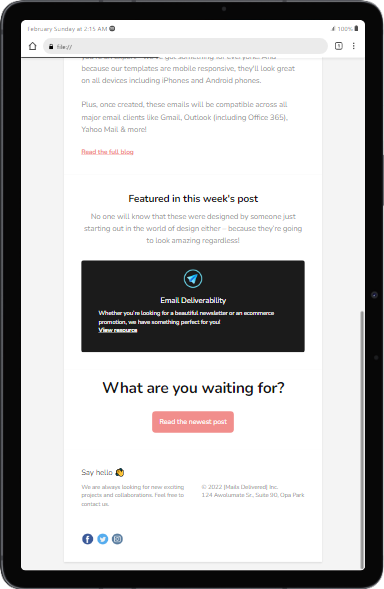 February Sunday at 2:15 AM
100%
file://
1
because our templates are mobile responsive, they'll look great
on all devices including iPhones and Android phones.
Plus, once created, these emails will be compatible across all
major email clients like Gmail, Outlook (including Office 365),
Yahoo Mail & more!
Read the full blog
Featured in this week's post
No one will know that these were designed by someone just
starting out in the world of design either – because they're going
to look amazing regardless!
Email Deliverability
Whether you're looking for a beautiful newsletter or an ecommerce
promotion, we have something perfect for you!
View resource
What are you waiting for?
Read the newest post
Say hello 👋
We are always looking for new exciting
projects and collaborations. Feel free to
contact us.
© 2022 [Mails Delivered] Inc.
124 Awolumate St., Suite 90, Opa Park